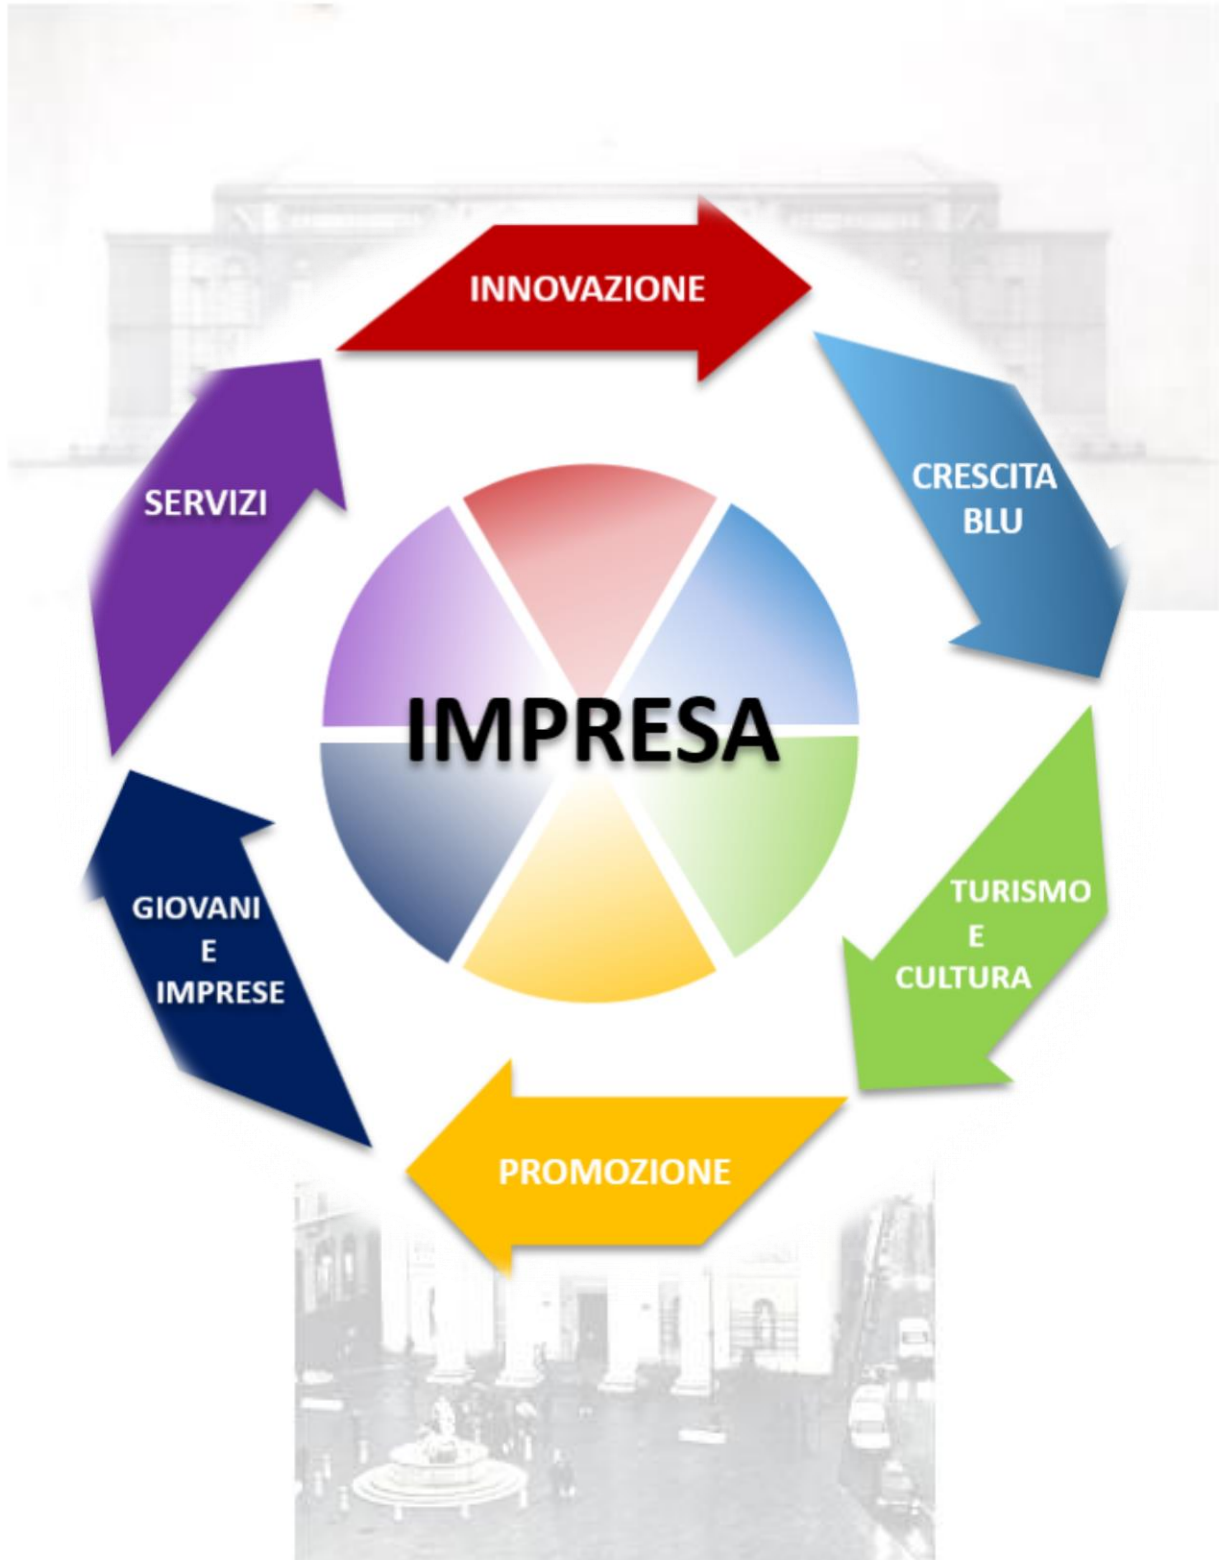 INNOVAZIONE
CRESCITA
BLU
SERVIZI
IMPRESA
TURISMO
E
CULTURA
GIOVANI
E
IMPRESE
PROMOZIONE